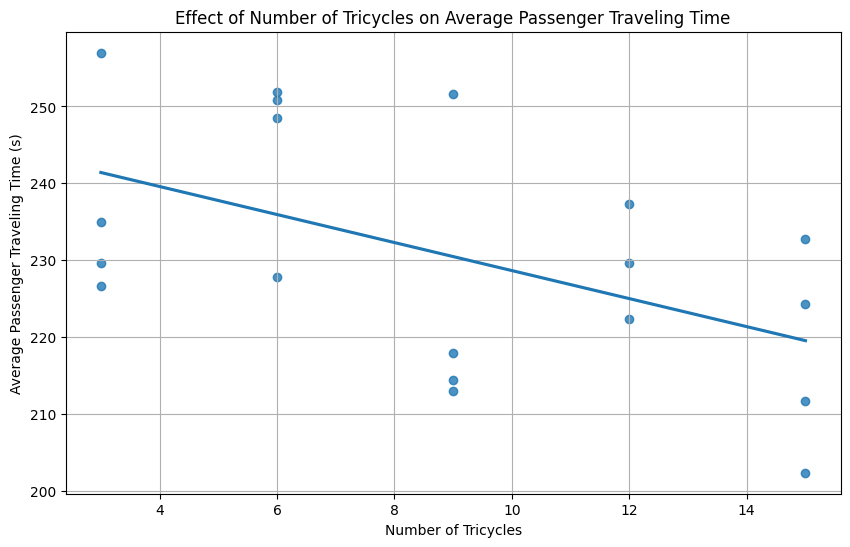 Effect of Number of Tricycles on Average Passenger Traveling Time
Average Passenger Traveling Time (s)
250
240
230
220
210
200
4 6 8 10 12 14
Number of Tricycles